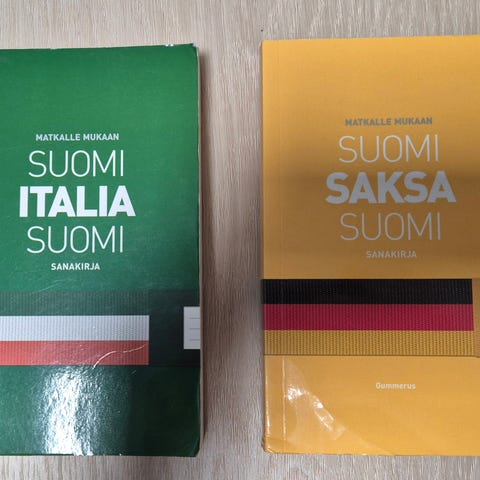 MATKALLE MUKAAN
SUOMI
ITALIA
SUOMI
SANAKIRJA
MATKALLE MUKAAN
SUOMI
SAKSA
SUOMI
SANAKIRJA
Gummerus